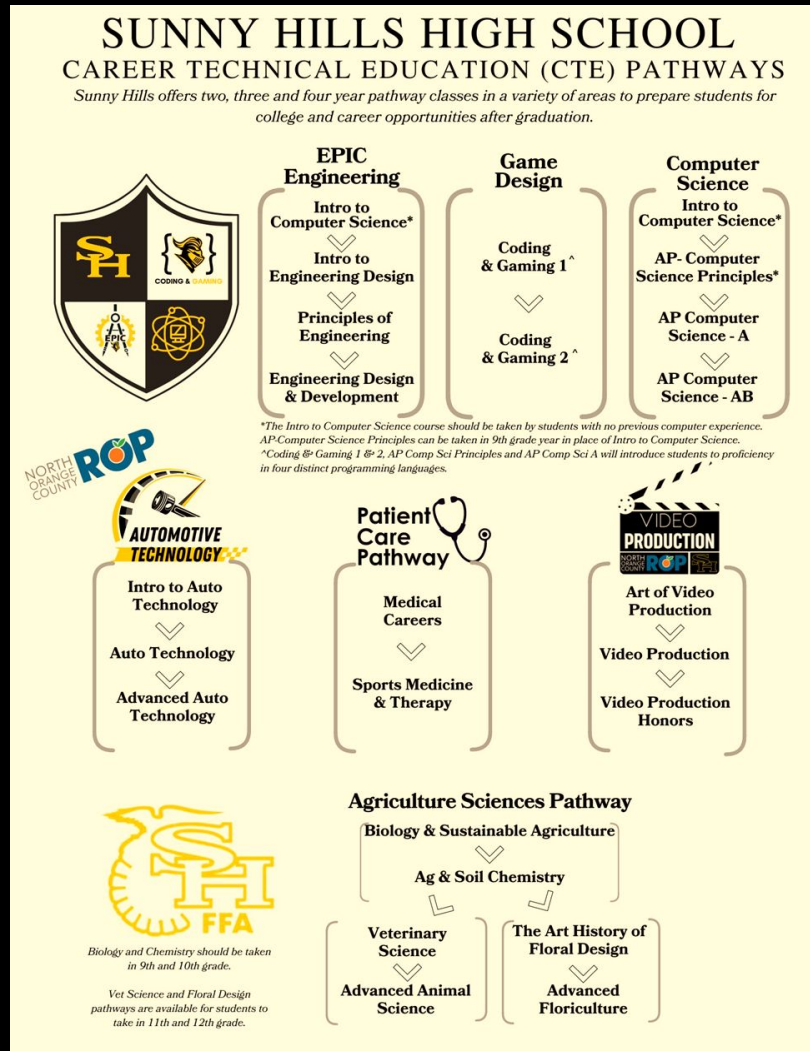 SUNNY HILLS HIGH SCHOOL
CAREER TECHNICAL EDUCATION (CTE) PATHWAYS
Sunny Hills offers two, three and four year pathway classes in a variety of areas to prepare students for
college and career opportunities after graduation.
SH
{ }
CODING & GAMING
EPIC
EPIC
Engineering
Intro to
Computer Science*
Intro to
Engineering Design
Principles of
Engineering
Engineering Design
& Development
Game
Design
Coding
& Gaming 1^
Coding
& Gaming 2 ^
Computer
Science
Intro to
Computer Science*
AP- Computer
Science Principles*
AP Computer
Science - A
AP Computer
Science - AB
*The Intro to Computer Science course should be taken by students with no previous computer experience.
AP-Computer Science Principles can be taken in 9th grade year in place of Intro to Computer Science.
^Coding & Gaming 1 & 2, AP Comp Sci Principles and AP Comp Sci A will introduce students to proficiency
in four distinct programming languages.
NORTH
ORANGE
COUNTY
ROP
AUTOMOTIVE
TECHNOLOGY
Intro to Auto
Technology
Auto Technology
Advanced Auto
Technology
Patient
Care
Pathway
Medical
Careers
Sports Medicine
& Therapy
VIDEO
PRODUCTION
NORTH
ORANGE
COUNTY
ROP
SH
Art of Video
Production
Video Production
Video Production
Honors
SH
FFA
Biology and Chemistry should be taken
in 9th and 10th grade.
Vet Science and Floral Design
pathways are available for students to
take in 11th and 12th grade.
Agriculture Sciences Pathway
Biology & Sustainable Agriculture
Ag & Soil Chemistry
Veterinary
Science
Advanced Animal
Science
The Art History of
Floral Design
Advanced
Floriculture